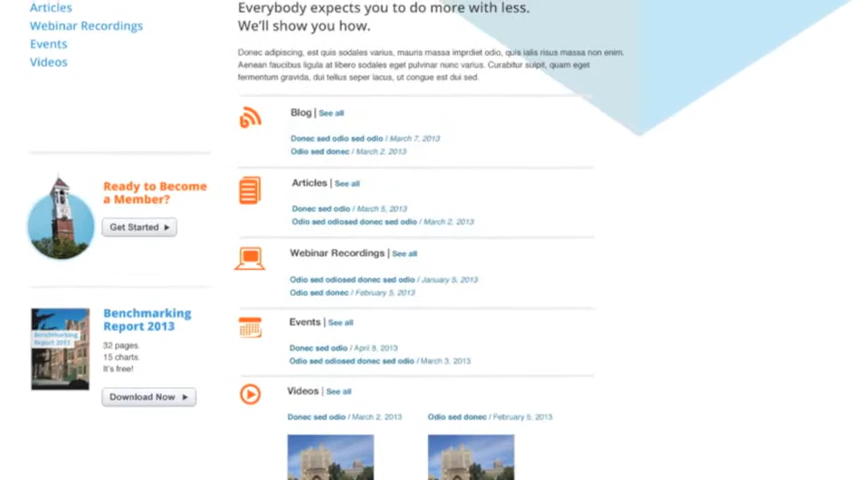 Articles
Webinar Recordings
Events
Videos
Ready to Become
a Member?
Get Started
Benchmarking
Report 2013
Benchmarking
Report 2013
32 pages.
15 charts.
It's free!
Download Now
Everybody expects you to do more with less.
We'll show you how.
Donec adipiscing, est quis sodales varius, mauris massa imprdiet odio, quis ialis risus massa non enim.
Aenean faucibus ligula at libero sodales eget pulvinar nunc varius. Curabitur sulpit, quam eget
fermentum gravida, dui tellus seper lacus, ut congue est dui sed.
Blog | See all
Donec sed odio sed odio / March 7, 2013
Odio sed donec / March 2, 2013
Articles | See all
Donec sed odio / March 5, 2013
Odio sed odiosed donec sed odio / March 2, 2013
Webinar Recordings | See all
Odio sed odiosed donec sed odio / January 5, 2013
Odio sed donec / February 5, 2013
Events | See all
Donec sed odio / April 8, 2013
Odio sed odiosed donec sed odio / March 3, 2013
Videos | See all
Donec sed odio / March 2, 2013
Odio sed donec / February 5, 2013